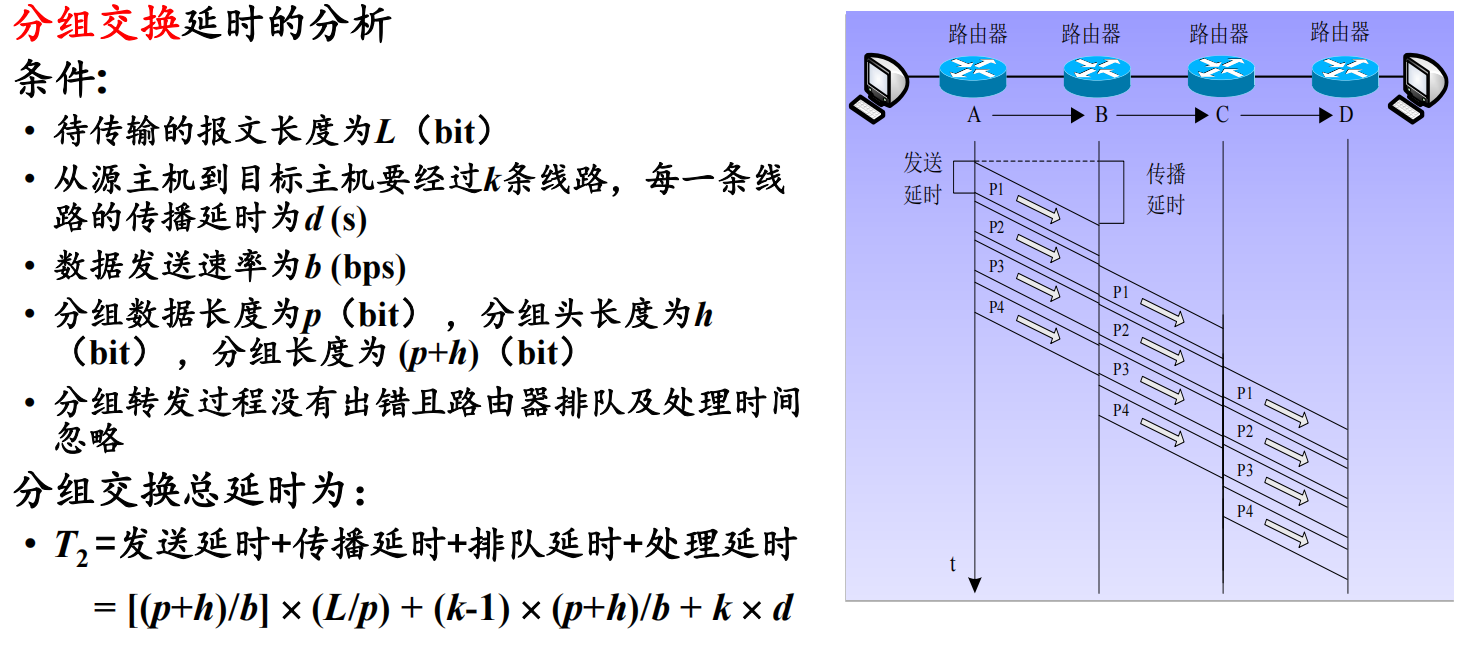 分组交换延时的分析
条件:
• 待传输的报文长度为L（bit）
• 从源主机到目标主机要经过k条线路，每一条线
路的传播延时为d (s)
• 数据发送速率为b (bps)
• 分组数据长度为p（bit），分组头长度为h
（bit），分组长度为 (p+h)（bit）
• 分组转发过程没有出错且路由器排队及处理时间
忽略
分组交换总延时为：
• T₂=发送延时+传播延时+排队延时+处理延时
= [(p+h)/b] × (L/p) + (k-1) × (p+h)/b + k × d
路由器 路由器 路由器 路由器
A B C D
发送
延时
传播
延时
P1
P2
P3
P4
P1
P2
P3
P4
P1
P2
P3
P4
t